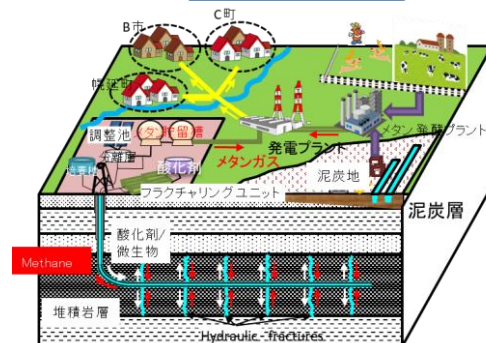 B市
C町
幌延町
調整池
メタン貯留槽
酸化剤
メタンガス
発電プラント
メタン発酵プラント
フラクチャリングユニット
泥炭地
泥炭層
酸化剤/
微生物
Methane
堆積岩層
Hydraulic fractures